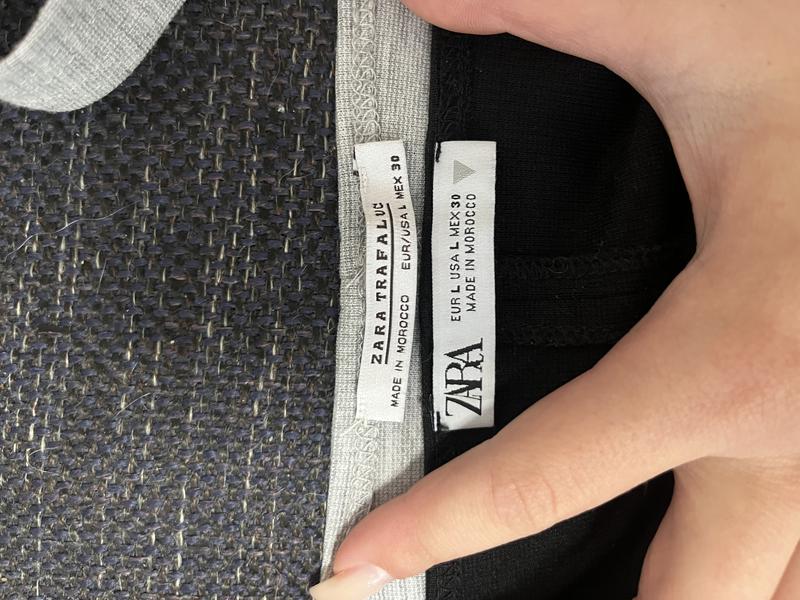 ZARA TRAFALUC
MADE IN MOROCCO EUR/USA L MEX 30
ZARA
EUR L USA L MEX 30
MADE IN MOROCCO